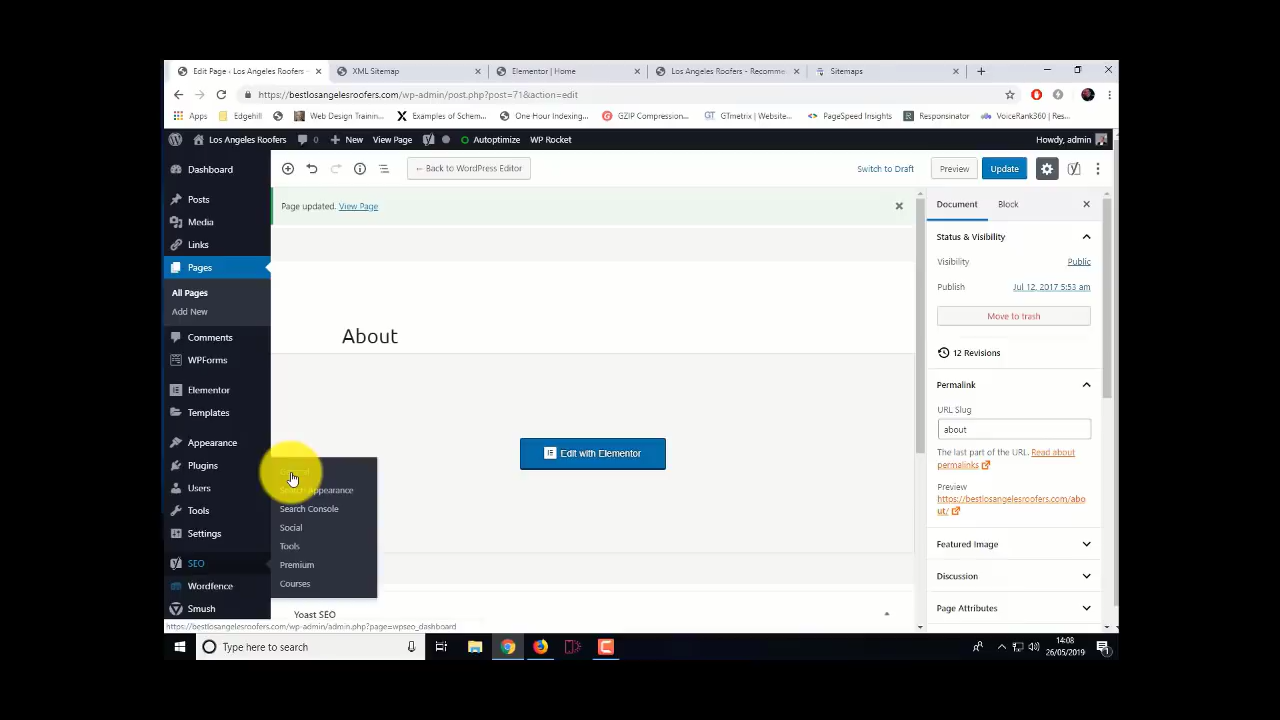 Edit Page ‹ Los Angeles Roofers -
XML Sitemap
Elementor | Home
Los Angeles Roofers - Recomme
Sitemaps
https://bestlosangelesroofers.com/wp-admin/post.php?post=71&action=edit
Apps
Edgehill
Web Design Trainin...
Examples of Schem...
One Hour Indexing...
GZIP Compression...
GTmetrix | Website...
PageSpeed Insights
Responsinator
VoiceRank360 | Res...
Los Angeles Roofers
0
New
View Page
Autoptimize
WP Rocket
Howdy, admin
Dashboard
Posts
Media
Links
Pages
All Pages
Add New
Comments
WPForms
Elementor
Templates
Appearance
Plugins
Users
Tools
Settings
SEO
Wordfence
Smush
← Back to WordPress Editor
Switch to Draft
Preview
Update
Page updated. View Page
About
Edit with Elementor
Search Appearance
Search Console
Social
Tools
Premium
Courses
Yoast SEO
Document
Block
Status & Visibility
Visibility
Public
Publish
Jul 12, 2017 5:53 am
Move to trash
12 Revisions
Permalink
URL Slug
about
The last part of the URL. Read about
permalinks
Preview
https://bestlosangelesroofers.com/abo
ut/
Featured Image
Discussion
Page Attributes
https://bestlosangelesroofers.com/wp-admin/admin.php?page=wpseo_dashboard
Type here to search
14:08
26/05/2019
1